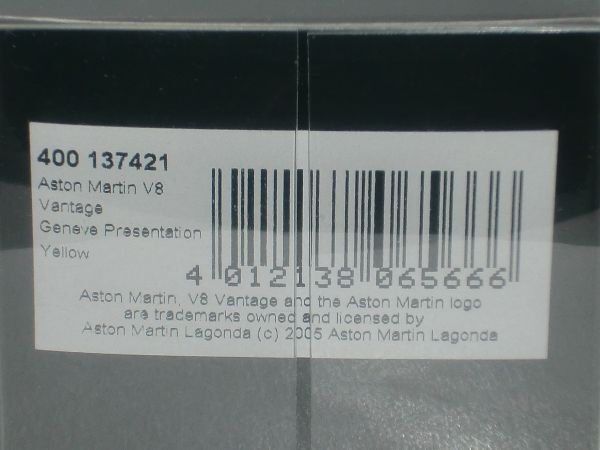 400 137421
Aston Martin V8
Vantage
Geneve Presentation
Yellow
4 012138 065666
Aston Martin, V8 Vantage and the Aston Martin logo
are trademarks owned and licensed by
Aston Martin Lagonda (c) 2005 Aston Martin Lagonda